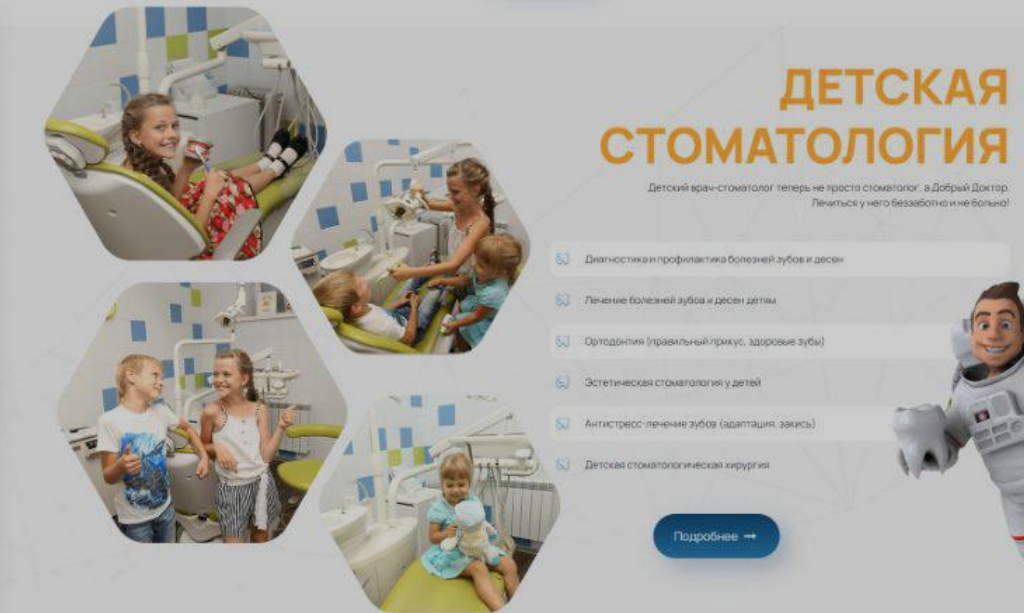 ДЕТСКАЯ
СТОМАТОЛОГИЯ
Детский врач-стоматолог теперь не просто стоматолог, а Добрый Доктор.
Лечиться у него беззаботно и не больно!
Диагностика и профилактика болезней зубов и десен
Лечение болезней зубов и десен детям
Ортодонтия (правильный прикус, здоровые зубы)
Эстетическая стоматология у детей
Антистресс-лечение зубов (адаптация, закись)
Детская стоматологическая хирургия
Подробнее